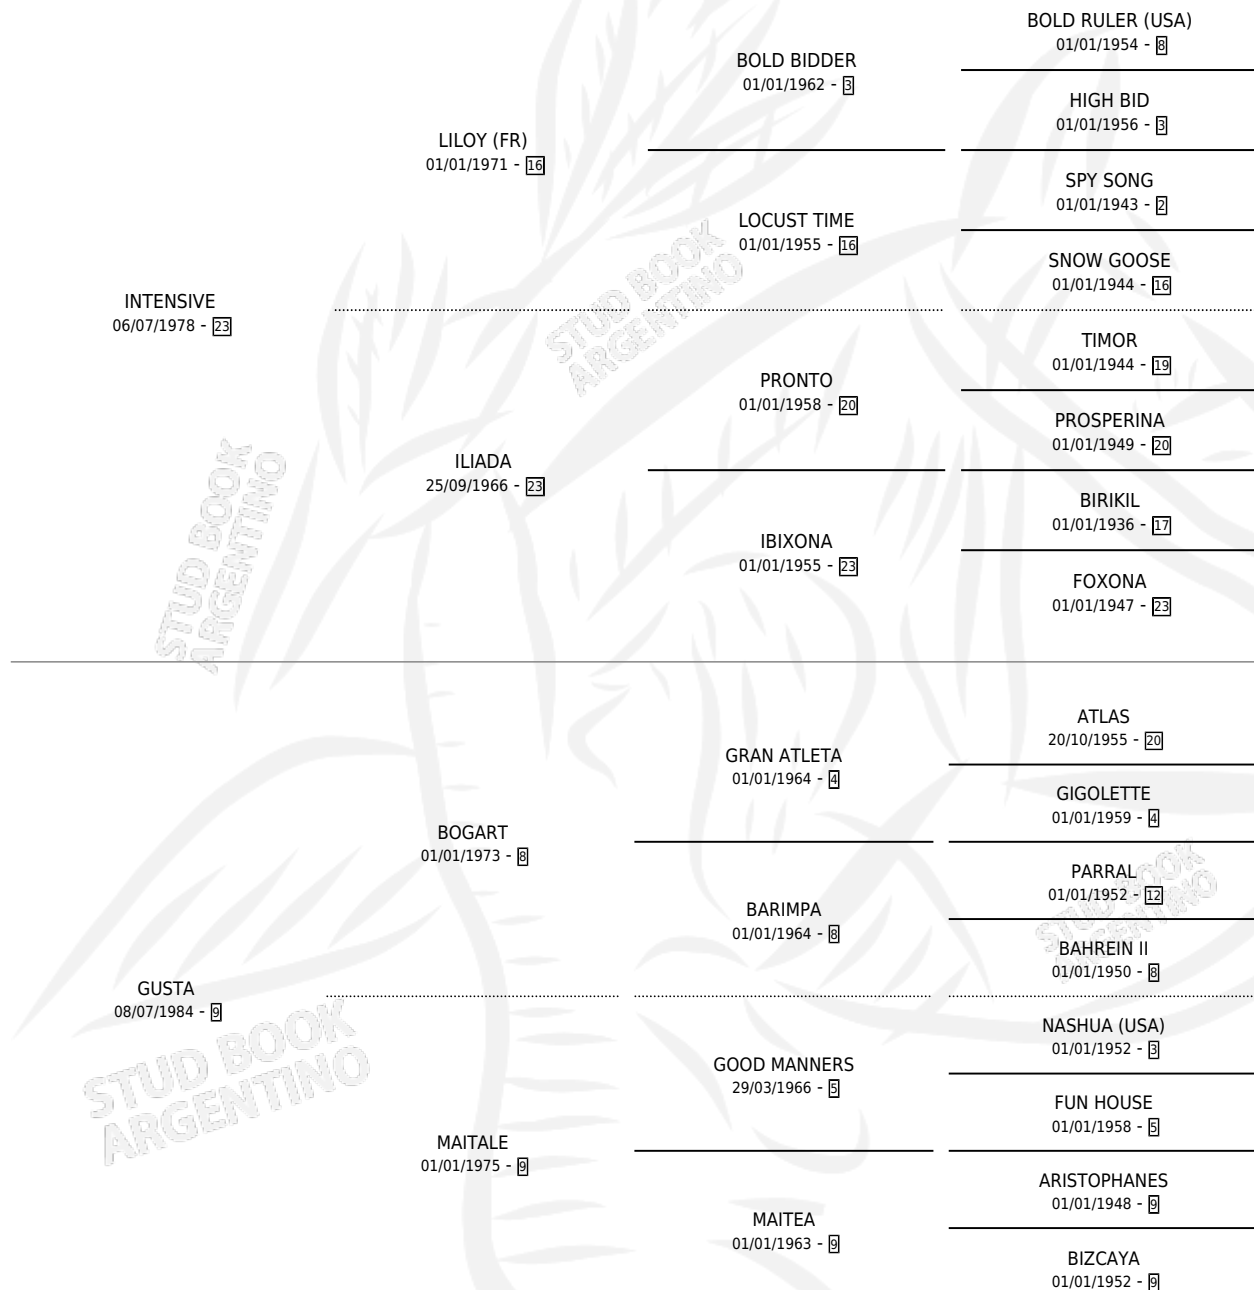 BOLD RULER (USA)
01/01/1954 - 8
BOLD BIDDER
01/01/1962 - 3
HIGH BID
01/01/1956 - 3
LILOY (FR)
01/01/1971 - 16
SPY SONG
01/01/1943 - 2
LOCUST TIME
01/01/1955 - 16
SNOW GOOSE
01/01/1944 - 16
INTENSIVE
06/07/1978 - 23
TIMOR
01/01/1944 - 19
PRONTO
01/01/1958 - 20
PROSPERINA
01/01/1949 - 20
ILIADA
25/09/1966 - 23
BIRIKIL
01/01/1936 - 17
IBIXONA
01/01/1955 - 23
FOXONA
01/01/1947 - 23
ATLAS
20/10/1955 - 20
GRAN ATLETA
01/01/1964 - 4
GIGOLETTE
01/01/1959 - 4
BOGART
01/01/1973 - 8
PARRAL
01/01/1952 - 12
BARIMPA
01/01/1964 - 8
BAHREIN II
01/01/1950 - 8
GUSTA
08/07/1984 - 9
NASHUA (USA)
01/01/1952 - 3
GOOD MANNERS
29/03/1966 - 5
FUN HOUSE
01/01/1958 - 5
MAITALE
01/01/1975 - 9
ARISTOPHANES
01/01/1948 - 9
MAITEA
01/01/1963 - 9
BIZCAYA
01/01/1952 - 9
STUD BOOK
ARGENTINO
STUD BOOK
ARGENTINO
STUD BOOK
ARGENTINO
STUD BOOK
ARGENTINO